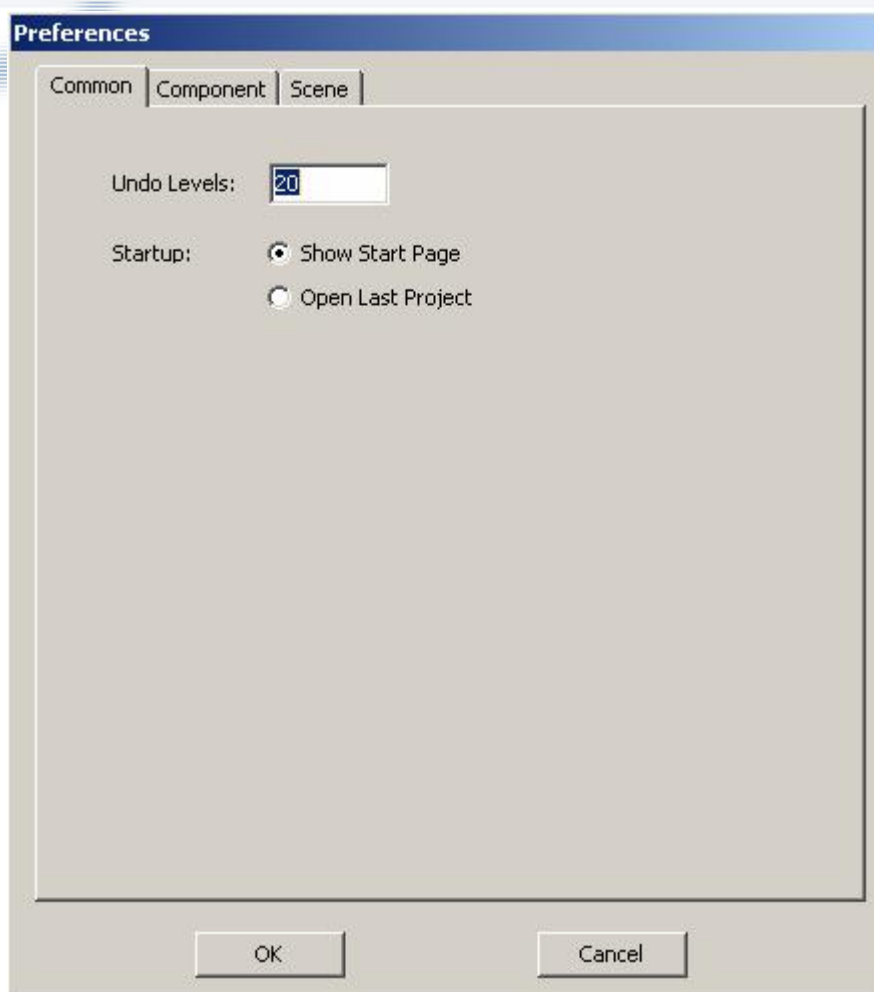 Preferences
Common Component Scene
Undo Levels: 20
Startup: Show Start Page
Open Last Project
OK Cancel